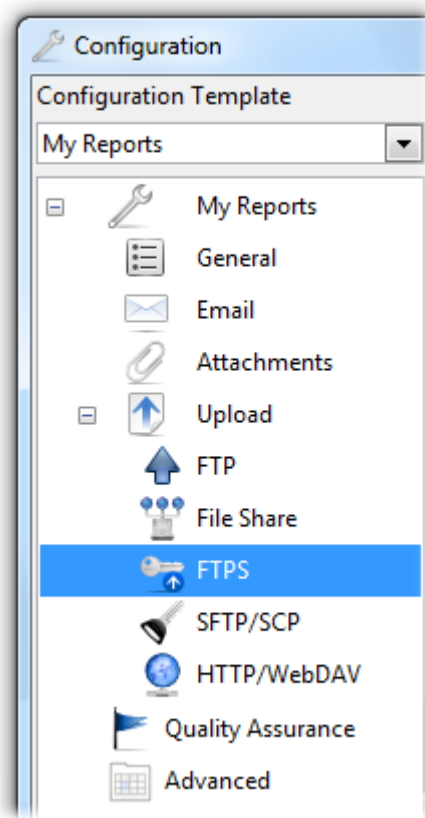 Configuration
Configuration Template
My Reports
My Reports
General
Email
Attachments
Upload
FTP
File Share
FTPS
SFTP/SCP
HTTP/WebDAV
Quality Assurance
Advanced